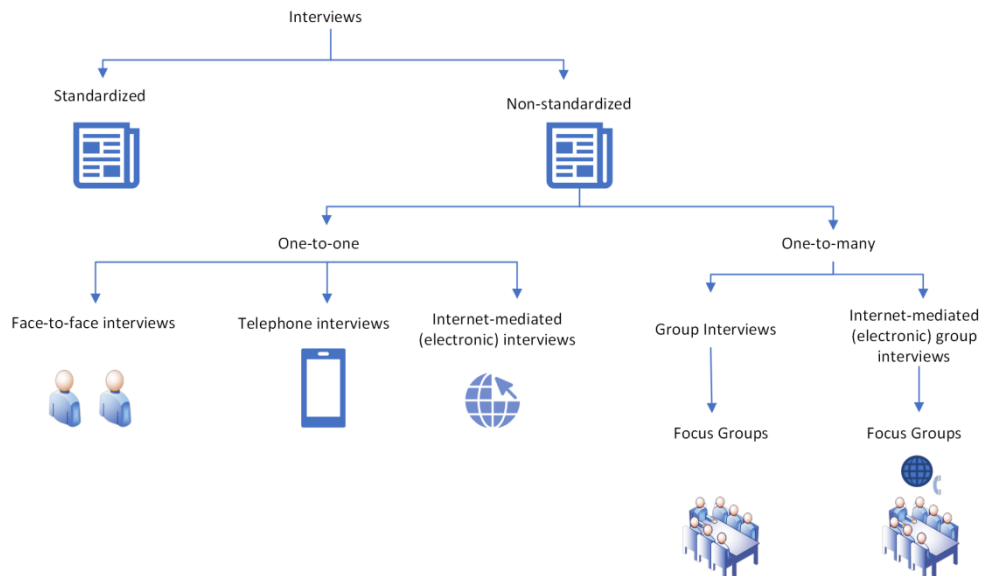 Interviews
Standardized
Non-standardized
One-to-one
One-to-many
Face-to-face interviews
Telephone interviews
Internet-mediated
(electronic) interviews
Group Interviews
Internet-mediated
(electronic) group
interviews
Focus Groups
Focus Groups